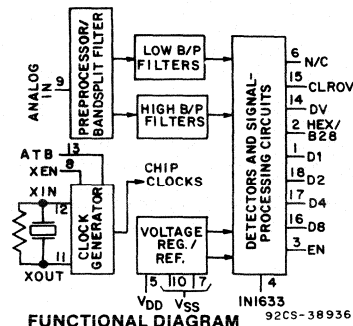 PREPROCESSOR/
BANDSPLIT FILTER
LOW B/P
FILTERS
HIGH B/P
FILTERS
DETECTORS AND SIGNAL-
PROCESSING CIRCUITS
ANALOG
IN
9
6 N/C
15 CLROV
14 DV
2 HEX/
B28
1 D1
18 D2
17 D4
16 D8
3 EN
ATB 13
XEN 8
XIN 12
XOUT 11
CLOCK
GENERATOR
CHIP
CLOCKS
VOLTAGE
REG./
REF.
5 10 7
VDD VSS
4
IN1633
FUNCTIONAL DIAGRAM 92CS-38936